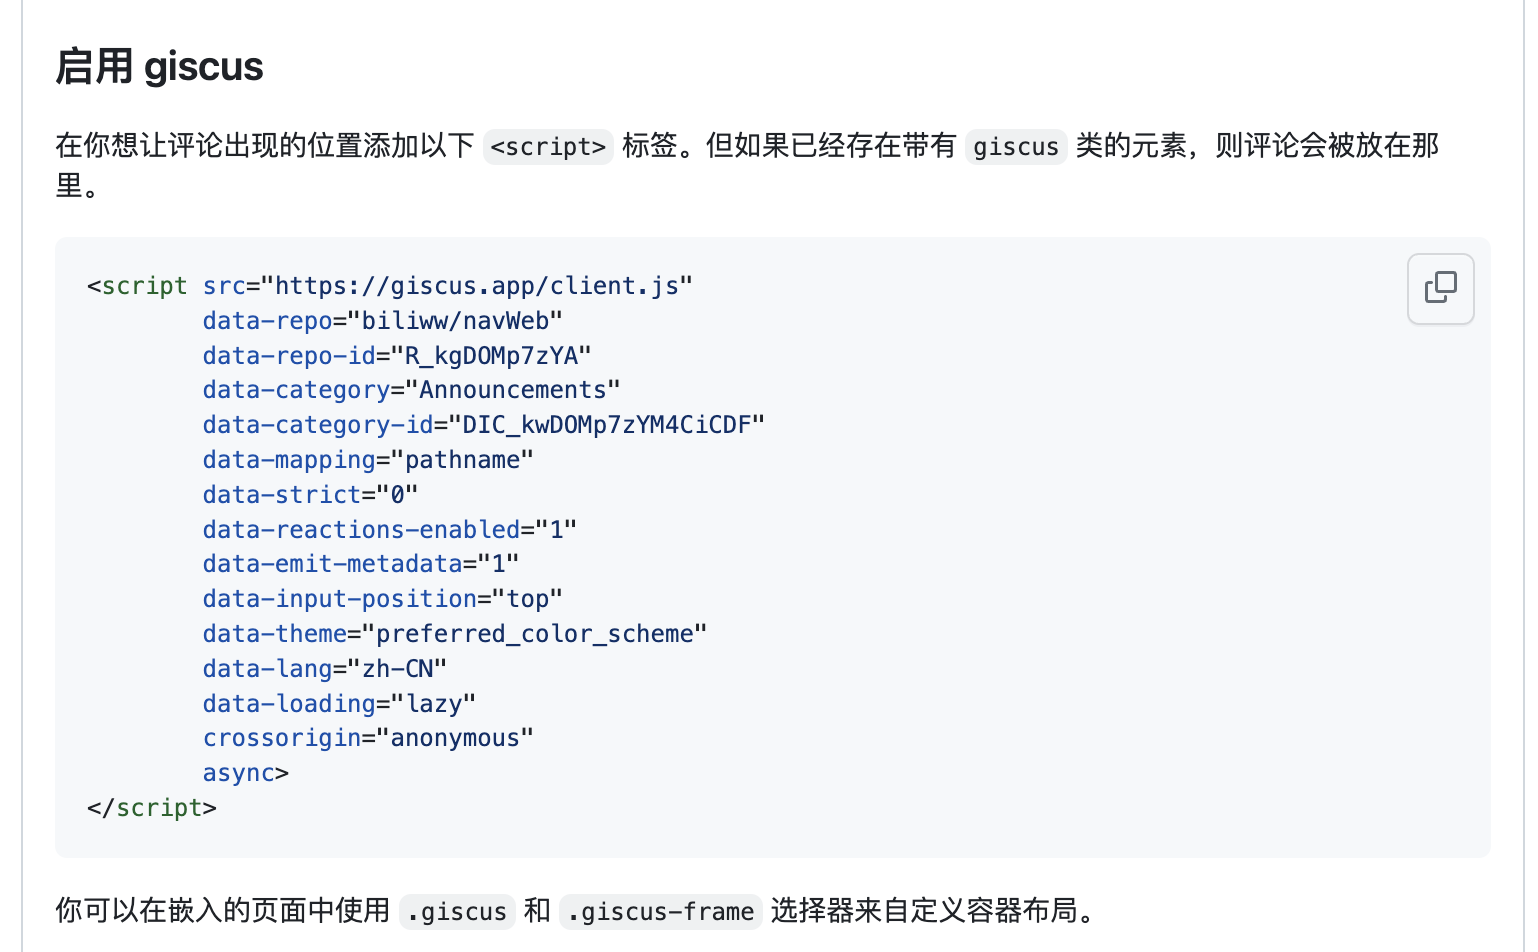 启用 giscus
在你想让评论出现的位置添加以下 <script> 标签。但如果已经存在带有 giscus 类的元素，则评论会被放在那
里。
<script src="https://giscus.app/client.js"
        data-repo="biliww/navWeb"
        data-repo-id="R_kgDOMp7zYA"
        data-category="Announcements"
        data-category-id="DIC_kwDOMp7zYM4CiCDF"
        data-mapping="pathname"
        data-strict="0"
        data-reactions-enabled="1"
        data-emit-metadata="1"
        data-input-position="top"
        data-theme="preferred_color_scheme"
        data-lang="zh-CN"
        data-loading="lazy"
        crossorigin="anonymous"
        async>
</script>
你可以在嵌入的页面中使用 .giscus 和 .giscus-frame 选择器来自定义容器布局。